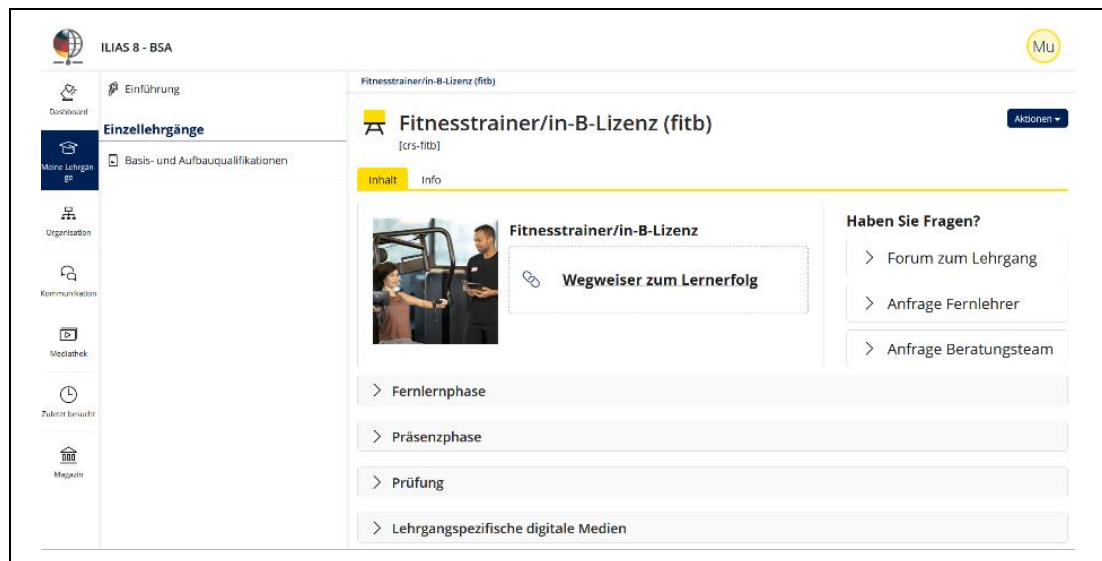 ILIAS 8 - BSA
Mu
Dashboard
Meine Lehrgän
ge
Organisation
Kommunikation
Mediathek
Zuletzt besucht
Magazin
Einführung
Einzellehrgänge
Basis- und Aufbauqualifikationen
Fitnesstrainer/in-B-Lizenz (fitb)
Fitnesstrainer/in-B-Lizenz (fitb)
[crs-fitb]
Aktionen
Inhalt Info
Fitnesstrainer/in-B-Lizenz
Wegweiser zum Lernerfolg
Haben Sie Fragen?
Forum zum Lehrgang
Anfrage Fernlehrer
Anfrage Beratungsteam
Fernlernphase
Präsenzphase
Prüfung
Lehrgangspezifische digitale Medien